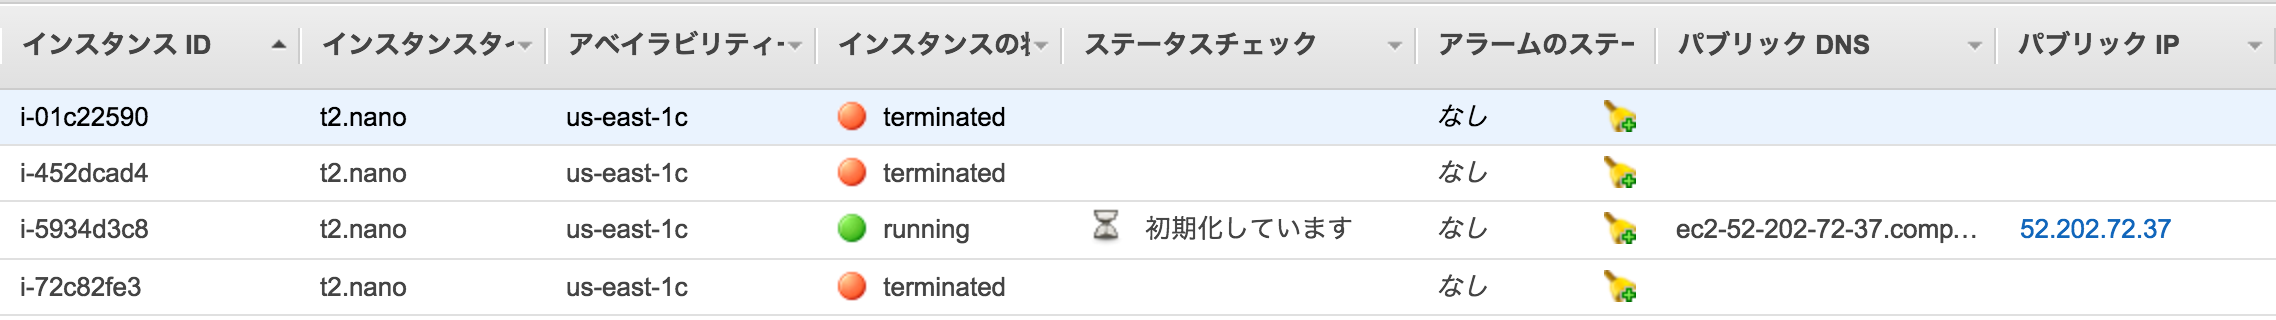 インスタンス ID インスタンスタイ アベイラビリティー インスタンスの状 ステータスチェック アラームのステー パブリック DNS パブリック IP
i-01c22590 t2.nano us-east-1c terminated なし
i-452dcad4 t2.nano us-east-1c terminated なし
i-5934d3c8 t2.nano us-east-1c running 初期化しています なし ec2-52-202-72-37.comp... 52.202.72.37
i-72c82fe3 t2.nano us-east-1c terminated なし